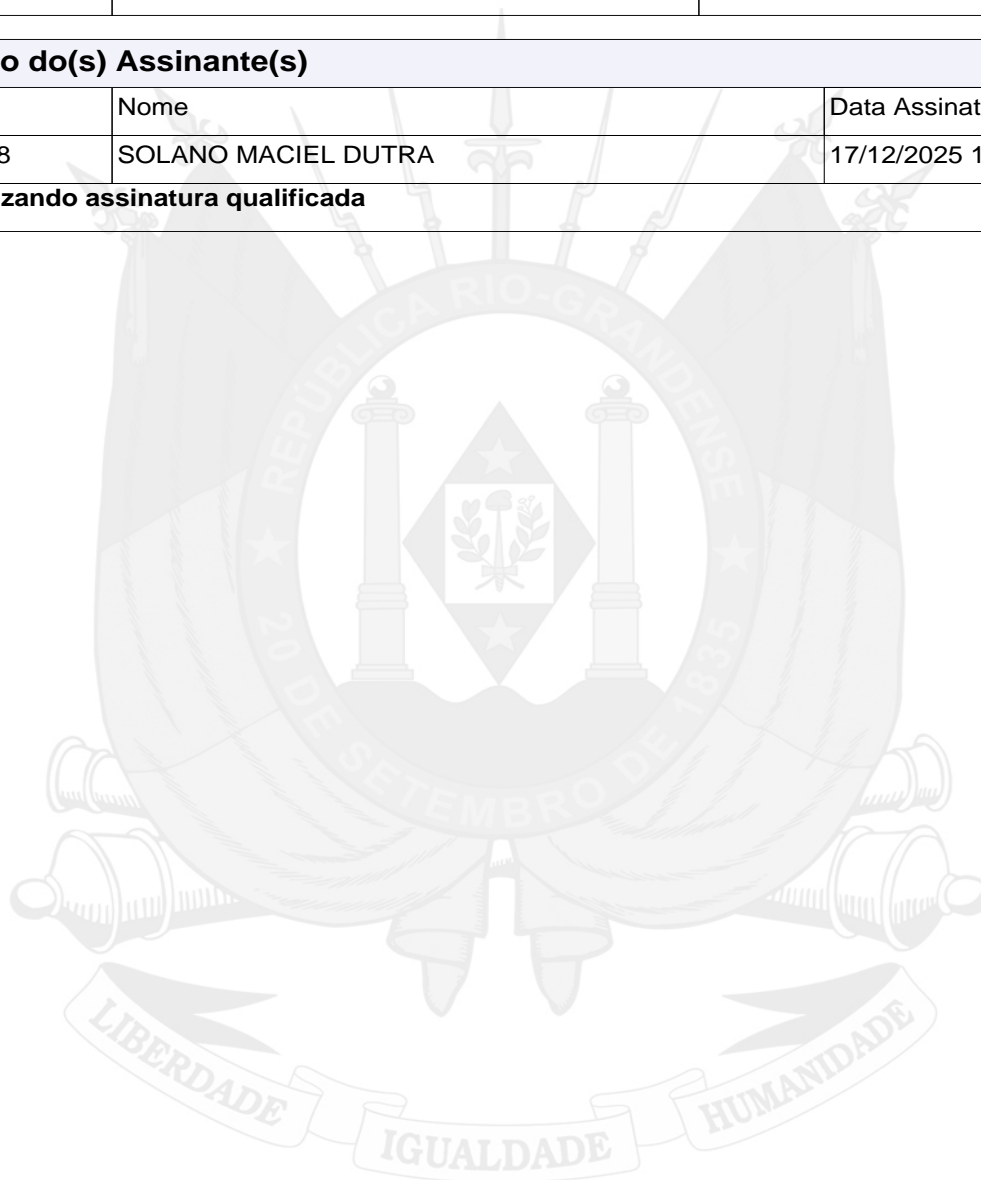 o do(s) Assinante(s)
Nome Data Assinat
8 SOLANO MACIEL DUTRA 17/12/2025 1
zando assinatura qualificada
REPÚBLICA RIO-GRANDENSE
20 DE SETEMBRO DE 1835
LIBERDADE IGUALDADE HUMANIDADE